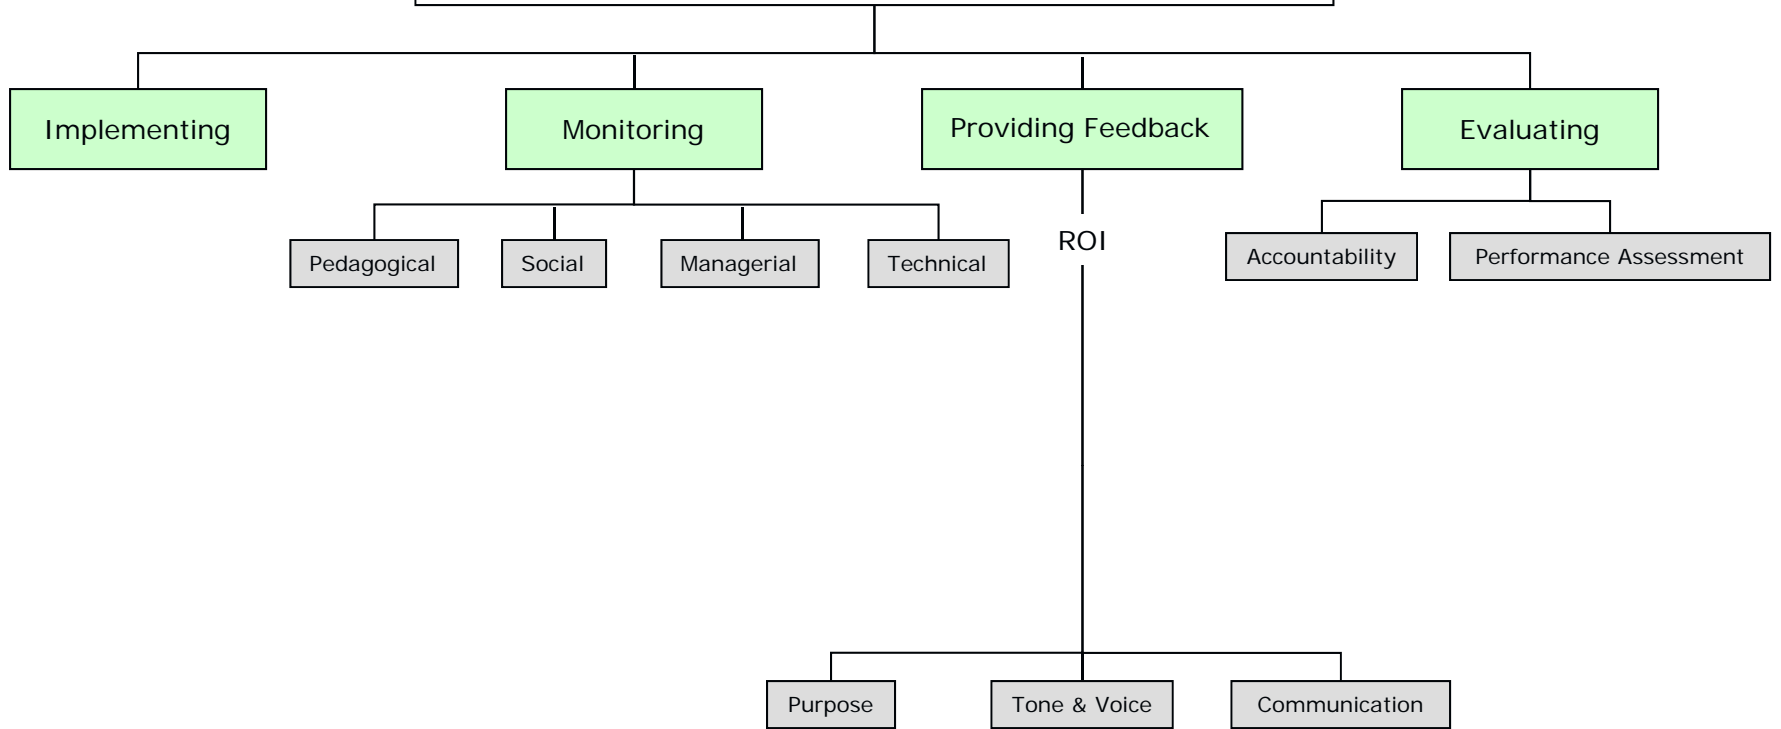 Implementing
Monitoring
Providing Feedback
Evaluating
Pedagogical
Social
Managerial
Technical
ROI
Accountability
Performance Assessment
Purpose
Tone & Voice
Communication